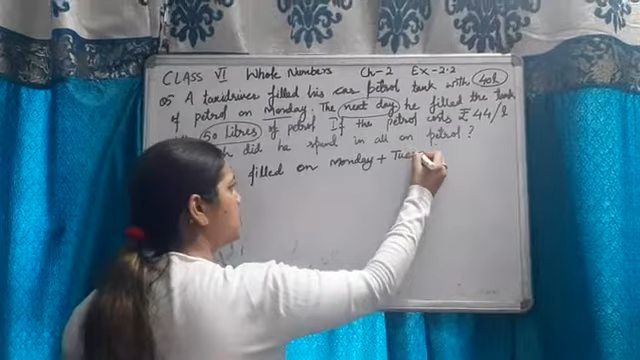 CLASS VI Whole Numbers Ch-2 Ex-2.2
Q5 A taxidriver filled his car petrol tank with 40 l
of petrol on monday. The next day, he filled the tank
50 litres of petrol If the petrol costs ₹ 44/l
did he spend in all on petrol?
filled on monday + Tue